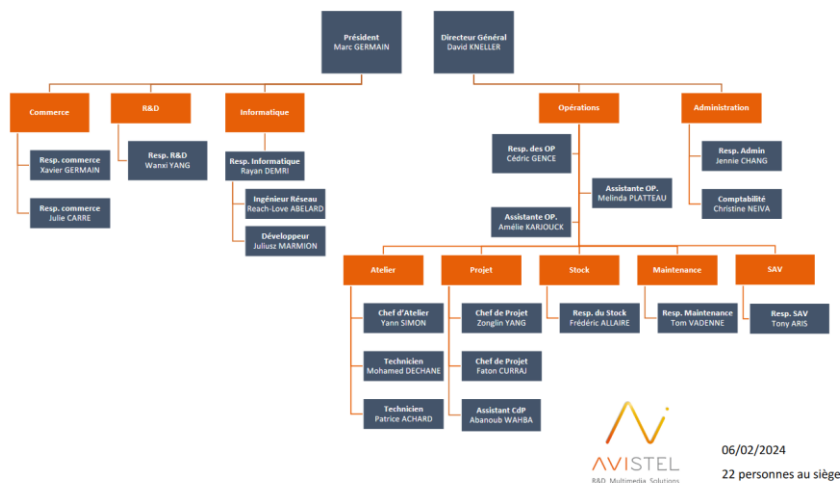 Président
Marc GERMAIN
Directeur Général
David KNELLER
Commerce
R&D
Informatique
Opérations
Administration
Resp. commerce
Xavier GERMAIN
Resp. R&D
Wanxi YANG
Resp. Informatique
Rayan DEMRI
Resp. des OP
Cédric GENCE
Resp. Admin
Jennie CHANG
Resp. commerce
Julie CARRE
Ingénieur Réseau
Reach-Love ABELARD
Assistante OP.
Melinda PLATTEAU
Comptabilité
Christine NEIVA
Développeur
Juliusz MARMION
Assistante OP.
Amélie KARJOUCK
Atelier
Projet
Stock
Maintenance
SAV
Chef d'Atelier
Yann SIMON
Chef de Projet
Zonglin YANG
Resp. du Stock
Frédéric ALLAIRE
Resp. Maintenance
Tom VADENNE
Resp. SAV
Tony ARIS
Technicien
Mohamed DECHANE
Chef de Projet
Faton CURRAJ
Technicien
Patrice ACHARD
Assistant CdP
Abanoub WAHBA
AVISTEL
R&D Multimedia Solutions
06/02/2024
22 personnes au siège